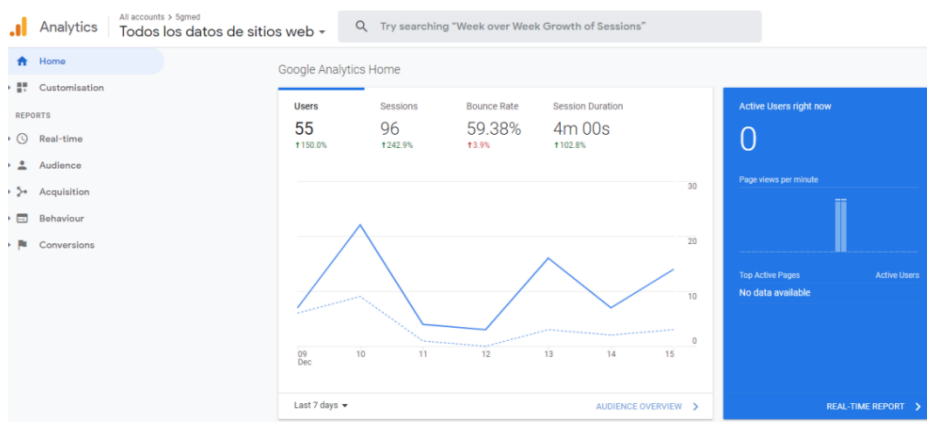 Analytics
All accounts > 5gmed
Todos los datos de sitios web
Try searching "Week over Week Growth of Sessions"
Home
Customisation
REPORTS
Real-time
Audience
Acquisition
Behaviour
Conversions
Google Analytics Home
Users Sessions Bounce Rate Session Duration
55 96 59.38% 4m 00s
↑150.0% ↑242.9% ↑3.9% ↑102.8%
30
20
10
0
09 10 11 12 13 14 15
Dec
Last 7 days
AUDIENCE OVERVIEW >
Active Users right now
0
Page views per minute
Top Active Pages Active Users
No data available
REAL-TIME REPORT >